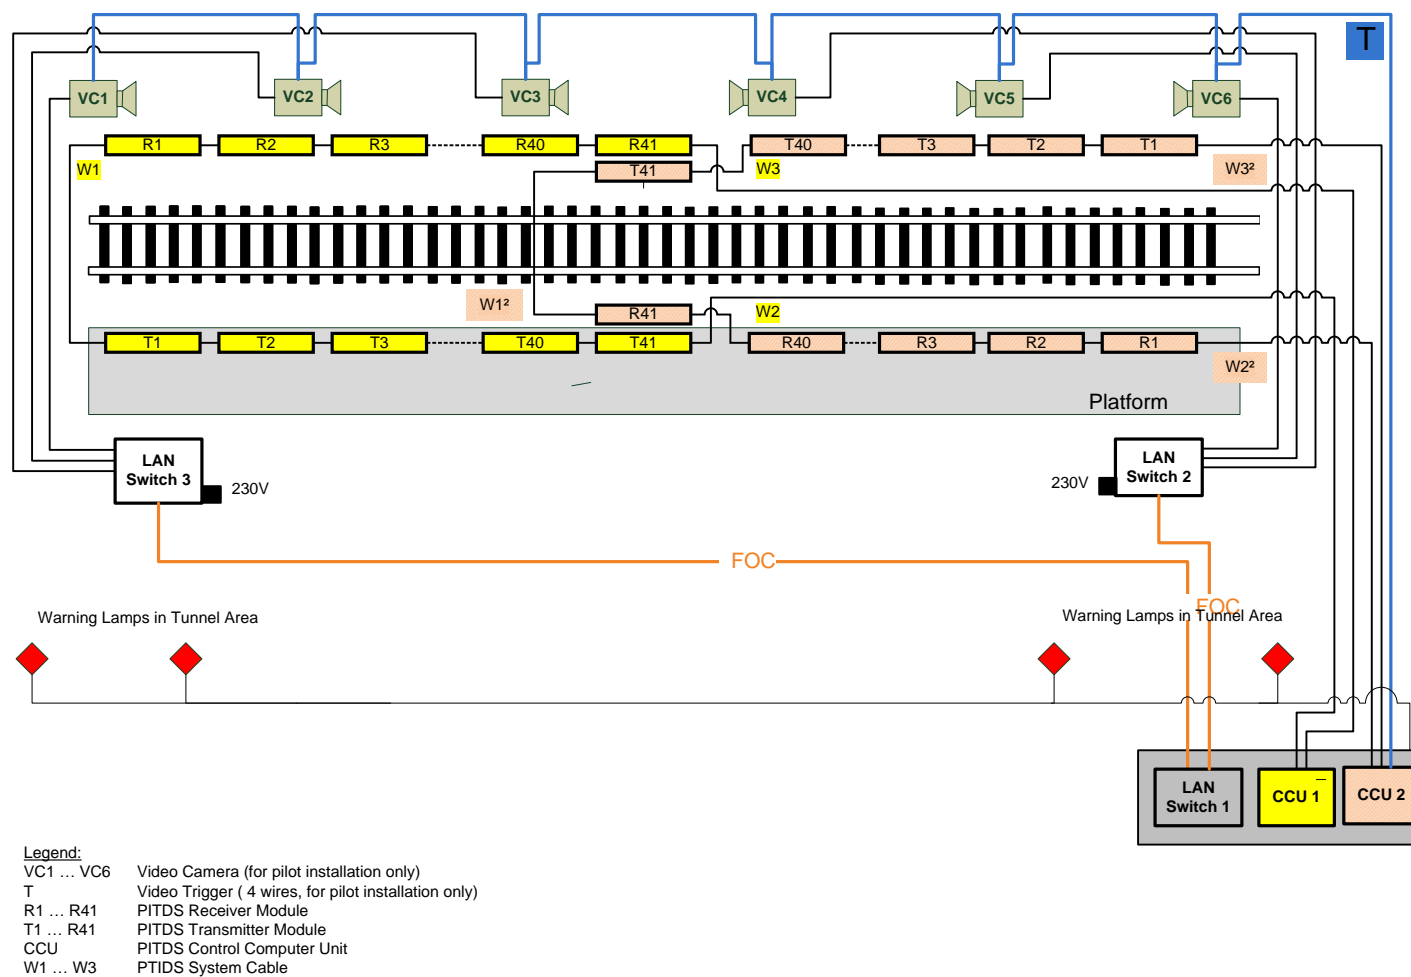 T
VC1 VC2 VC3 VC4 VC5 VC6
R1 R2 R3 R40 R41 T40 T3 T2 T1
W1 T41 W3 W3²
W1² R41 W2
T1 T2 T3 T40 T41 R40 R3 R2 R1
W2²
Platform
LAN
Switch 3
230V
230V
LAN
Switch 2
FOC
FOC
Warning Lamps in Tunnel Area
Warning Lamps in Tunnel Area
LAN
Switch 1
CCU 1
CCU 2
Legend:
VC1 … VC6 Video Camera (for pilot installation only)
T Video Trigger ( 4 wires, for pilot installation only)
R1 … R41 PITDS Receiver Module
T1 … R41 PITDS Transmitter Module
CCU PITDS Control Computer Unit
W1 … W3 PTIDS System Cable